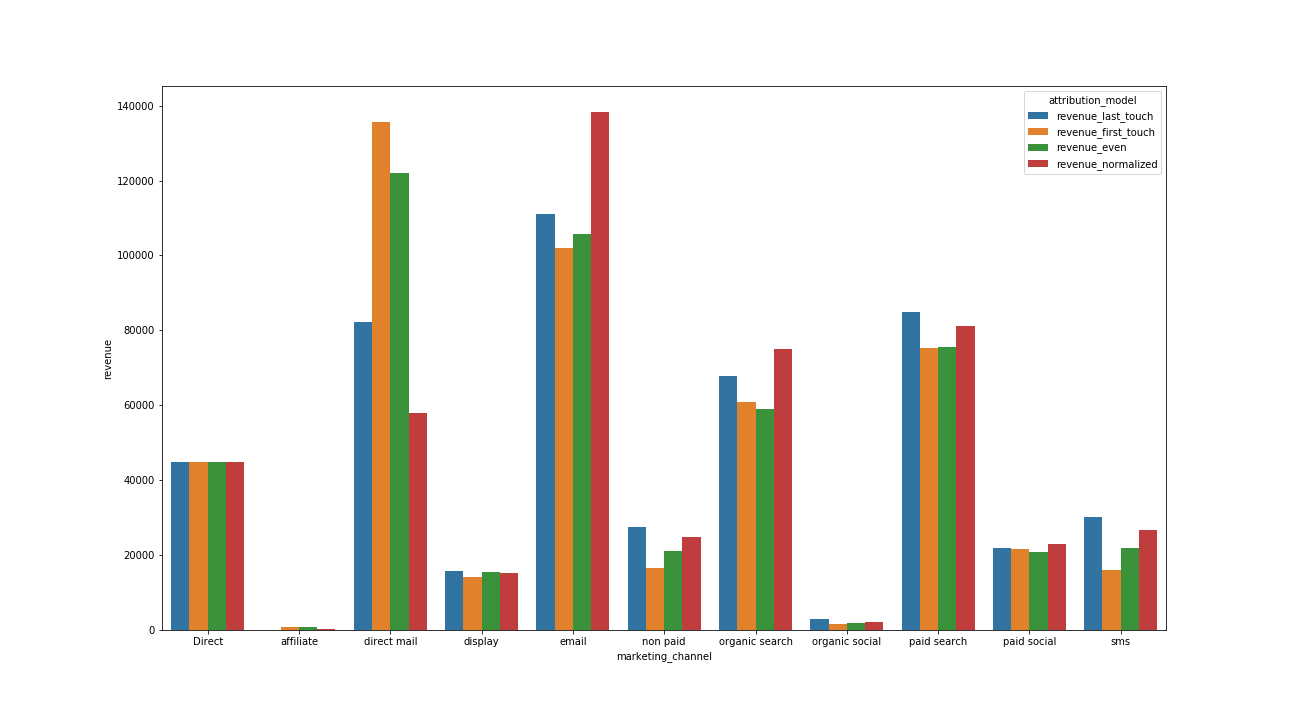 attribution_model
revenue_last_touch
revenue_first_touch
revenue_even
revenue_normalized
revenue
140000
120000
100000
80000
60000
40000
20000
0
Direct affiliate direct mail display email non paid organic search organic social paid search paid social sms
marketing_channel